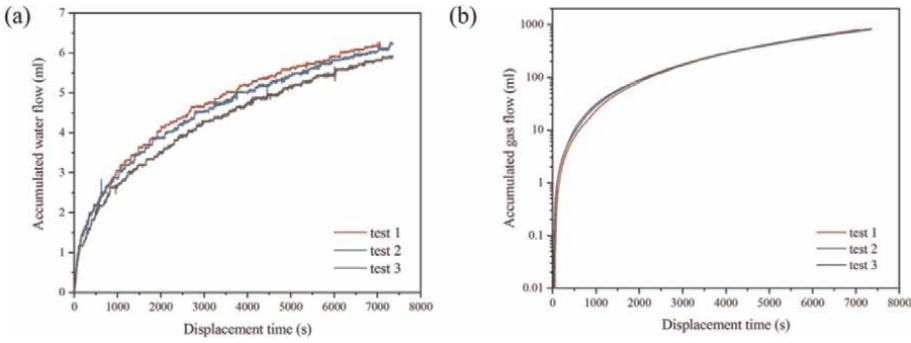 (a)
Accumulated water flow (ml)
7
6
5
4
3
2
1
0
test 1
test 2
test 3
0 1000 2000 3000 4000 5000 6000 7000 8000
Displacement time (s)
(b)
Accumulated gas flow (ml)
1000
100
10
1
0.1
0.01
test 1
test 2
test 3
0 1000 2000 3000 4000 5000 6000 7000 8000
Displacement time (s)